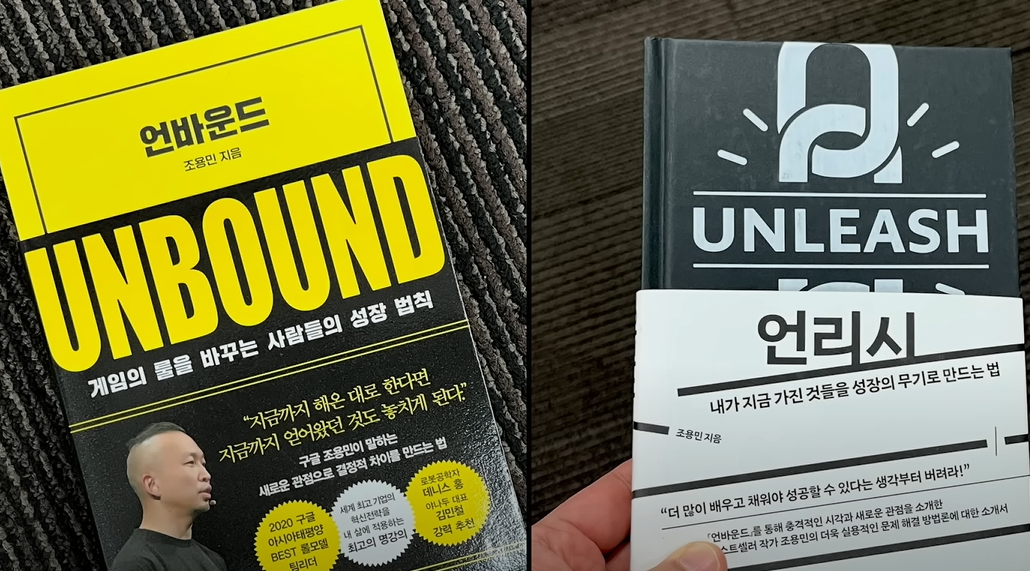 언바운드
조용민 지음
UNBOUND
게임의 룰을 바꾸는 사람들의 성장 법칙
“지금까지 해온 대로 한다면
지금까지 얻어왔던 것도 놓치게 된다.”
구글 조용민이 말하는
새로운 관점으로 결정적 차이를 만드는 법
2020 구글
아시아태평양
BEST 롤모델
팀리더
세계 최고 기업의
혁신전략을
내 삶에 적용하는
최고의 명강의
로봇공학자
데니스 홍
야나두 대표
김민철
강력 추천
UNLEASH
언리시
내가 지금 가진 것들을 성장의 무기로 만드는 법
조용민 지음
“더 많이 배우고 채워야 성공할 수 있다는 생각부터 버려라!”
『언바운드』를 통해 충격적인 시각과 새로운 관점을 소개한
스트셀러 작가 조용민의 더욱 실용적인 문제 해결 방법론에 대한 소개서